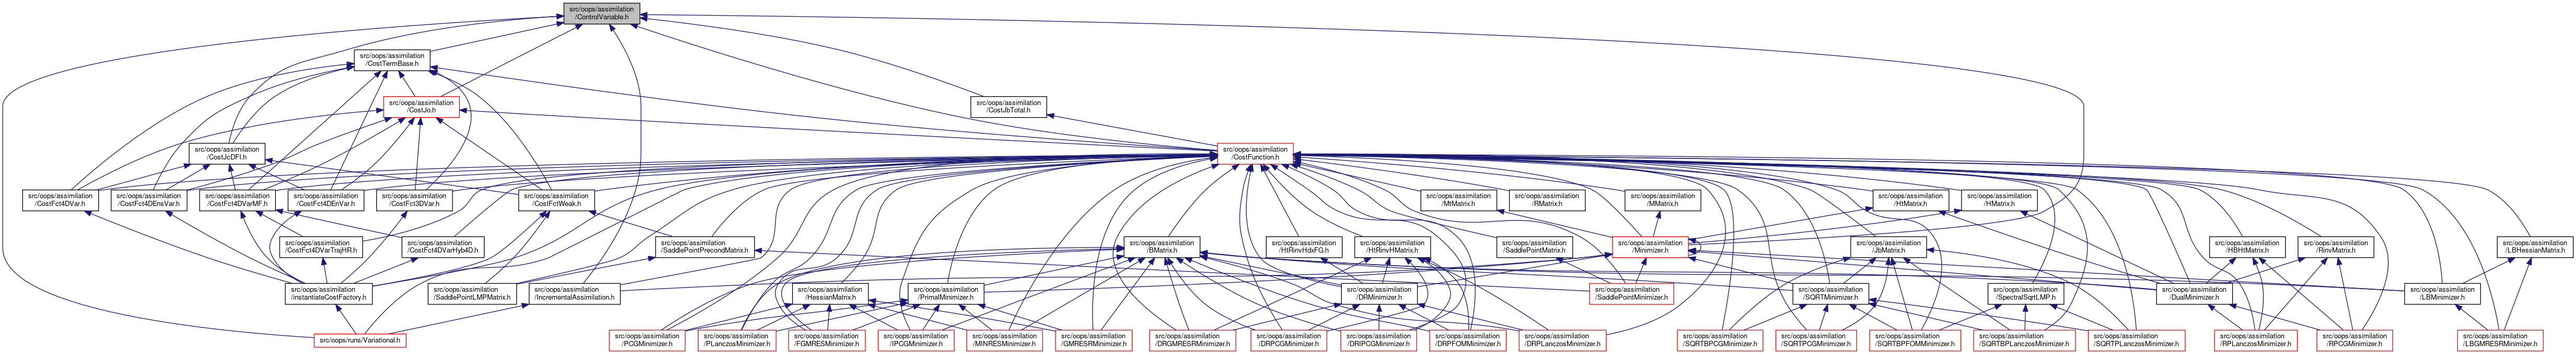 src/oops/assimilation
/ControlVariable.h
src/oops/assimilation
/CostTermBase.h
src/oops/assimilation
/CostJo.h
src/oops/assimilation
/CostJbTotal.h
src/oops/assimilation
/CostJcDFI.h
src/oops/assimilation
/CostFunction.h
src/oops/assimilation
/CostFct4DVar.h
src/oops/assimilation
/CostFct4DEnsVar.h
src/oops/assimilation
/CostFct4DVarMF.h
src/oops/assimilation
/CostFct4DEnVar.h
src/oops/assimilation
/CostFct3DVar.h
src/oops/assimilation
/CostFctWeak.h
src/oops/assimilation
/MtMatrix.h
src/oops/assimilation
/RMatrix.h
src/oops/assimilation
/MMatrix.h
src/oops/assimilation
/HtMatrix.h
src/oops/assimilation
/HMatrix.h
src/oops/assimilation
/CostFct4DVarTrajHR.h
src/oops/assimilation
/CostFct4DVarHyb4D.h
src/oops/assimilation
/SaddlePointPrecondMatrix.h
src/oops/assimilation
/BMatrix.h
src/oops/assimilation
/HtRinvHdxFG.h
src/oops/assimilation
/HtRinvHMatrix.h
src/oops/assimilation
/SaddlePointMatrix.h
src/oops/assimilation
/Minimizer.h
src/oops/assimilation
/JbMatrix.h
src/oops/assimilation
/HBHtMatrix.h
src/oops/assimilation
/RinvMatrix.h
src/oops/assimilation
/LBHessianMatrix.h
src/oops/assimilation
/instantiateCostFactory.h
src/oops/assimilation
/SaddlePointLMPMatrix.h
src/oops/assimilation
/IncrementalAssimilation.h
src/oops/assimilation
/HessianMatrix.h
src/oops/assimilation
/PrimalMinimizer.h
src/oops/assimilation
/DRMinimizer.h
src/oops/assimilation
/SaddlePointMinimizer.h
src/oops/assimilation
/SQRTMinimizer.h
src/oops/assimilation
/SpectralSqrtLMP.h
src/oops/assimilation
/DualMinimizer.h
src/oops/assimilation
/LBMinimizer.h
src/oops/runs/Variational.h
src/oops/assimilation
/PCGMinimizer.h
src/oops/assimilation
/PLanczosMinimizer.h
src/oops/assimilation
/FGMRESMinimizer.h
src/oops/assimilation
/IPCGMinimizer.h
src/oops/assimilation
/MINRESMinimizer.h
src/oops/assimilation
/GMRESRMinimizer.h
src/oops/assimilation
/DRGMRESRMinimizer.h
src/oops/assimilation
/DRPCGMinimizer.h
src/oops/assimilation
/DRIPCGMinimizer.h
src/oops/assimilation
/DRPFOMMinimizer.h
src/oops/assimilation
/DRPLanczosMinimizer.h
src/oops/assimilation
/SQRTBPCGMinimizer.h
src/oops/assimilation
/SQRTPCGMinimizer.h
src/oops/assimilation
/SQRTBPFFOMMinimizer.h
src/oops/assimilation
/SQRTBPLanczosMinimizer.h
src/oops/assimilation
/SQRTPLanczosMinimizer.h
src/oops/assimilation
/RPLanczosMinimizer.h
src/oops/assimilation
/RPCGMinimizer.h
src/oops/assimilation
/LBGMRESRMinimizer.h